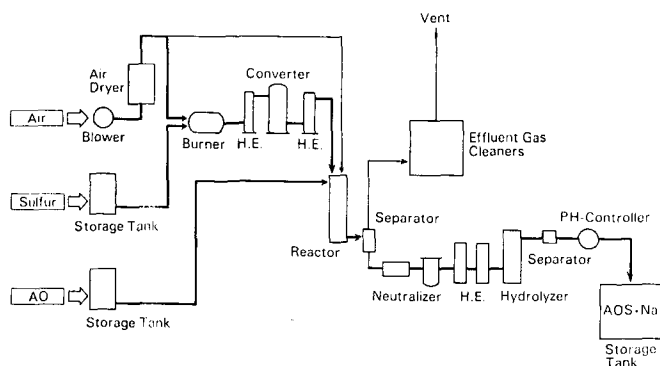 Vent
Air
Dryer
Converter
Air
Blower
Burner
H.E.
H.E.
Effluent Gas
Cleaners
Sulfur
Storage Tank
Separator
Reactor
PH-Controller
AO
Storage Tank
Neutralizer
H.E.
Hydrolyzer
Separator
AOS·Na
Storage
Tank